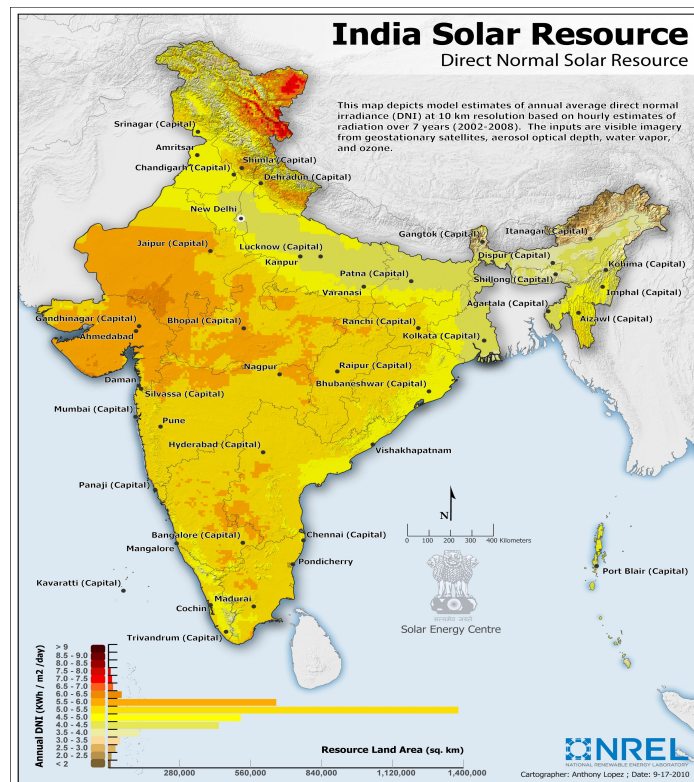 India Solar Resource
Direct Normal Solar Resource
This map depicts model estimates of annual average direct normal
irradiance (DNI) at 10 km resolution based on hourly estimates of
radiation over 7 years (2002-2008). The inputs are visible imagery
from geostationary satellites, aerosol optical depth, water vapor,
and ozone.
Srinagar (Capital)
Amritsar
Shimla (Capital)
Chandigarh (Capital)
Dehradun (Capital)
New Delhi
Gangtok (Capital)
Itanagar (Capital)
Jaipur (Capital)
Lucknow (Capital)
Dispur (Capital)
Kanpur
Kohima (Capital)
Patna (Capital)
Shillong (Capital)
Varanasi
Imphal (Capital)
Agartala (Capital)
Gandhinagar (Capital)
Bhopal (Capital)
Ranchi (Capital)
Aizawl (Capital)
Ahmedabad
Kolkata (Capital)
Nagpur
Raipur (Capital)
Daman
Bhubaneshwar (Capital)
Silvassa (Capital)
Mumbai (Capital)
Pune
Hyderabad (Capital)
Vishakhapatnam
Panaji (Capital)
N
Bangalore (Capital)
Chennai (Capital)
0 100 200 300 400 Kilometers
Mangalore
Pondicherry
Port Blair (Capital)
Kavaratti (Capital)
Madurai
Cochin
सत्यमेव जयते
Solar Energy Centre
Trivandrum (Capital)
Annual DNI (KWh / m2 /day)
> 9
8.5 - 9.0
8.0 - 8.5
7.5 - 8.0
7.0 - 7.5
6.5 - 7.0
6.0 - 6.5
5.5 - 6.0
5.0 - 5.5
4.5 - 5.0
4.0 - 4.5
3.5 - 4.0
3.0 - 3.5
2.5 - 3.0
2.0 - 2.5
< 2
Resource Land Area (sq. km)
280,000 560,000 840,000 1,120,000 1,400,000
NREL
NATIONAL RENEWABLE ENERGY LABORATORY
Cartographer: Anthony Lopez ; Date: 9-17-2010